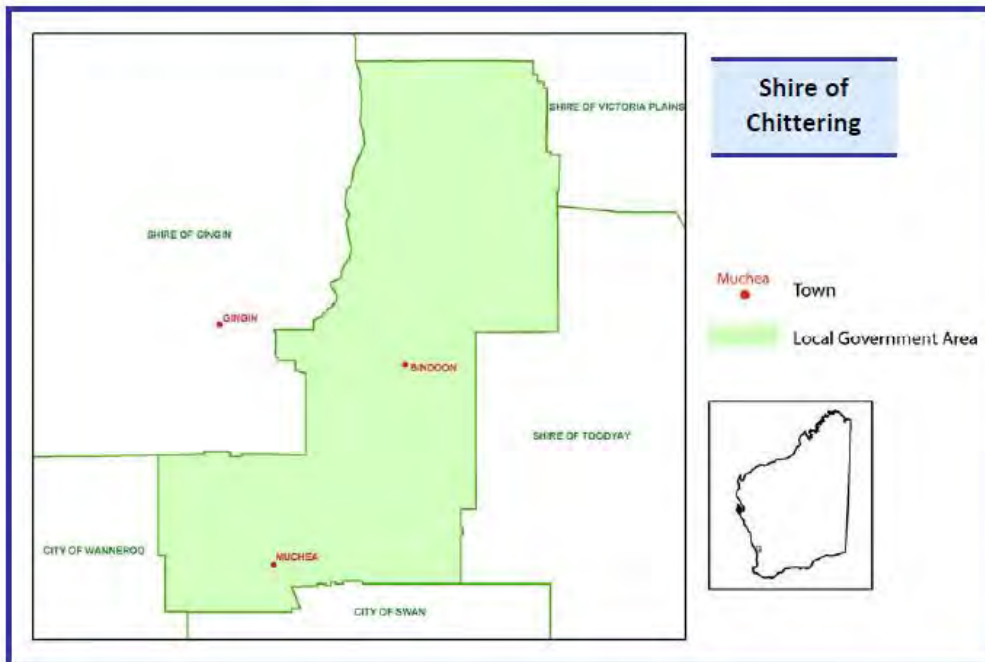 Shire of
Chittering
SHIRE OF VICTORIA PLAINS
SHIRE OF GINGIN
GINGIN
BINDOON
SHIRE OF TOODYAY
CITY OF WANNEROO
MUCHEA
CITY OF SWAN
Muchea
Town
Local Government Area